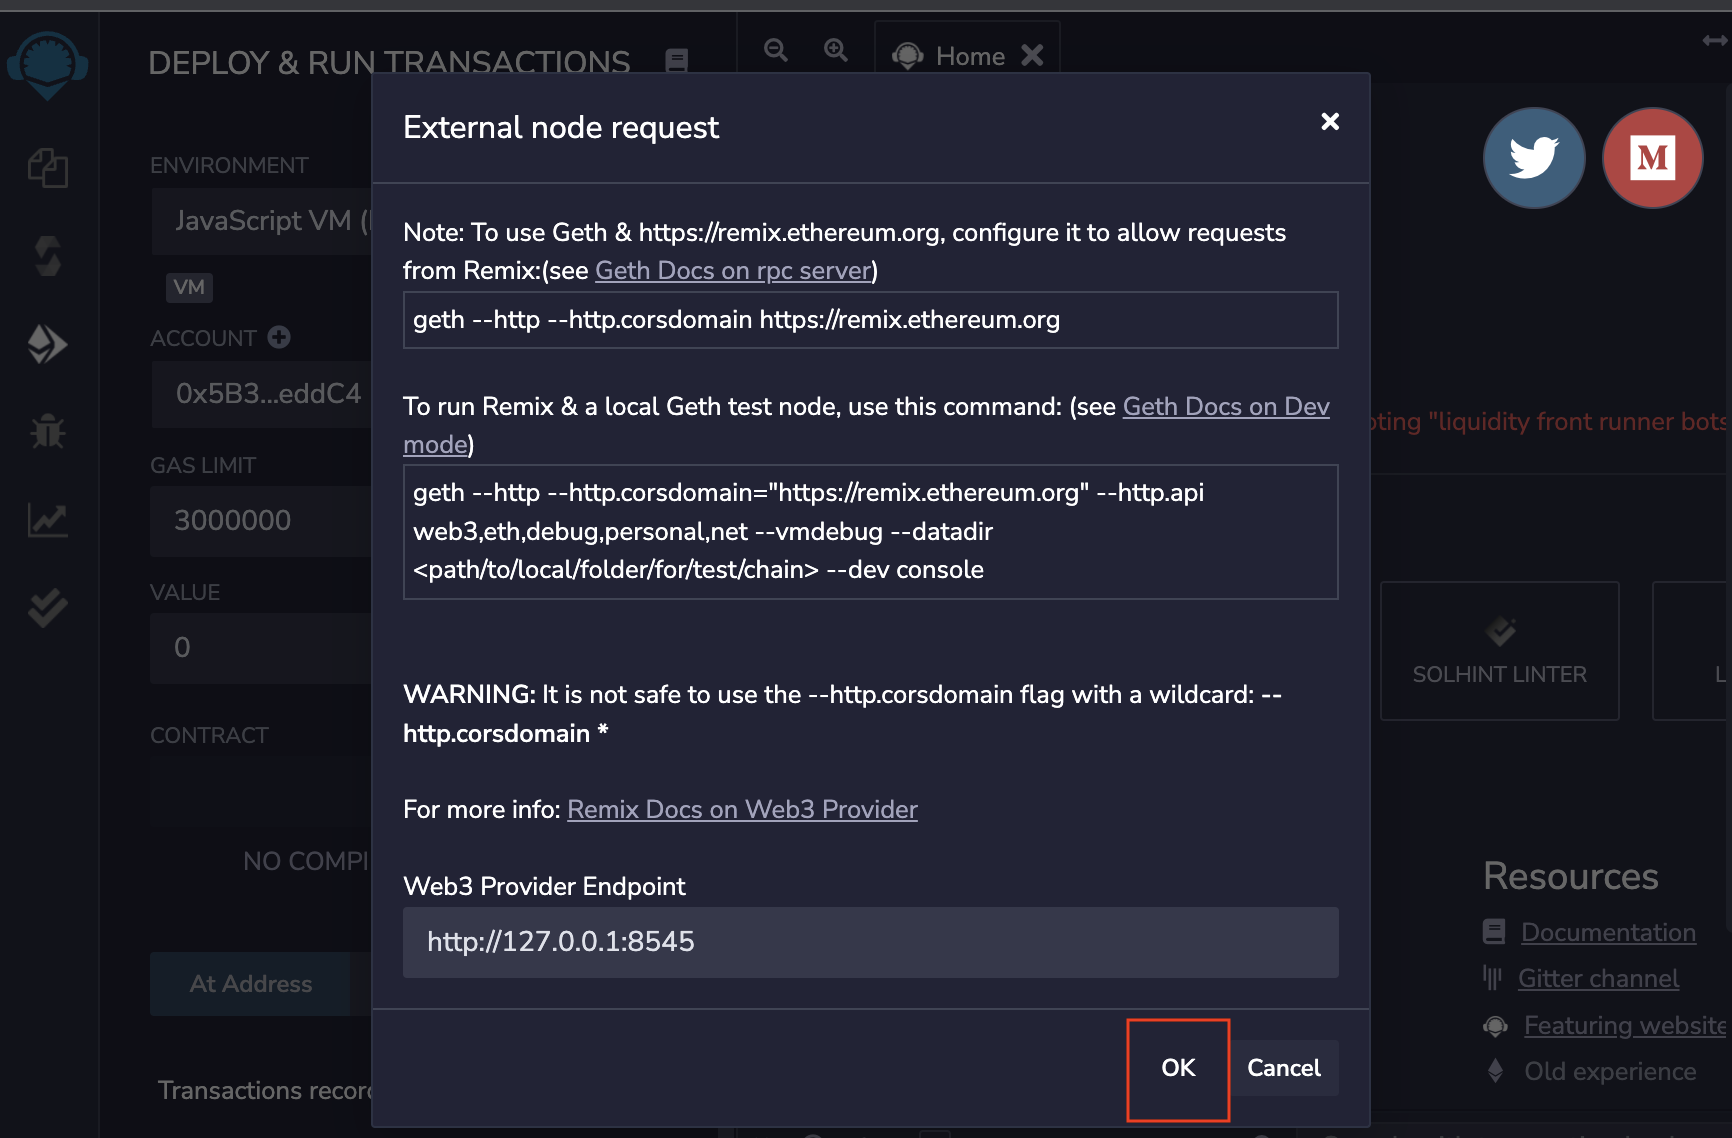 DEPLOY & RUN TRANSACTIONS
Home
External node request
ENVIRONMENT
JavaScript VM (
VM
ACCOUNT
0x5B3...eddC4
GAS LIMIT
3000000
VALUE
0
CONTRACT
NO COMPI
At Address
Transactions recor
Note: To use Geth & https://remix.ethereum.org, configure it to allow requests
from Remix:(see Geth Docs on rpc server)
geth --http --http.corsdomain https://remix.ethereum.org
To run Remix & a local Geth test node, use this command: (see Geth Docs on Dev
mode)
geth --http --http.corsdomain="https://remix.ethereum.org" --http.api
web3,eth,debug,personal,net --vmdebug --datadir
<path/to/local/folder/for/test/chain> --dev console
WARNING: It is not safe to use the --http.corsdomain flag with a wildcard: --
http.corsdomain *
For more info: Remix Docs on Web3 Provider
Web3 Provider Endpoint
http://127.0.0.1:8545
OK
Cancel
M
pting "liquidity front runner bots
SOLHINT LINTER
L
Resources
Documentation
Gitter channel
Featuring website
Old experience